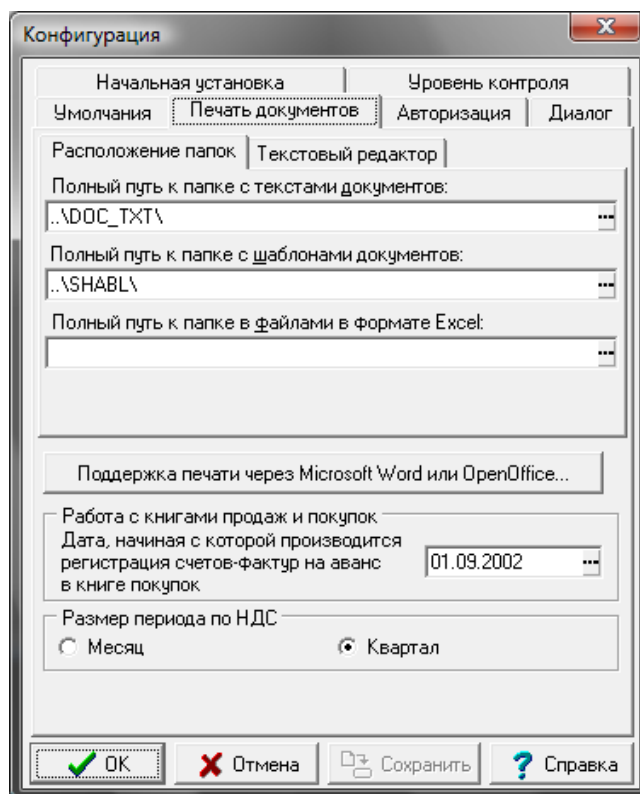 Конфигурация
Начальная установка Уровень контроля
Умолчания Печать документов Авторизация Диалог
Расположение папок Текстовый редактор
Полный путь к папке с текстами документов:
..\DOC_TXT\
Полный путь к папке с шаблонами документов:
..\SHABL\
Полный путь к папке в файлами в формате Excel:
Поддержка печати через Microsoft Word или OpenOffice...
Работа с книгами продаж и покупок
Дата, начиная с которой производится
регистрация счетов-фактур на аванс
в книге покупок
01.09.2002
Размер периода по НДС
Месяц Квартал
OK Отмена Сохранить Справка